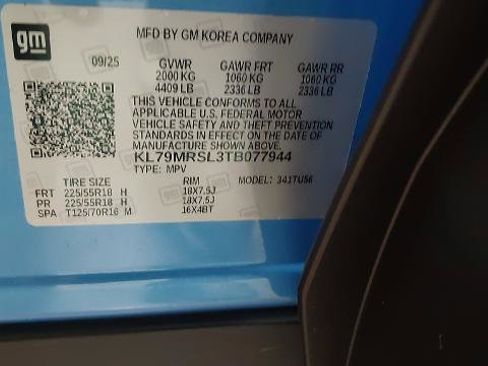 gm
MFD BY GM KOREA COMPANY
09/25 GVWR GAWR FRT GAWR RR
2000 KG 1060 KG 1060 KG
4409 LB 2336 LB 2336 LB
THIS VEHICLE CONFORMS TO ALL
APPLICABLE U.S. FEDERAL MOTOR
VEHICLE SAFETY AND THEFT PREVENTION
STANDARDS IN EFFECT ON THE DATE OF
MANUFACTURE SHOWN ABOVE.
KL79MRSL3TB077944
TYPE: MPV MODEL: 341TU56
TIRE SIZE RIM
FRT 225/55R18 H 18X7.5J
RR 225/55R18 H 18X7.5J
SPA T125/70R16 M 16X4BT